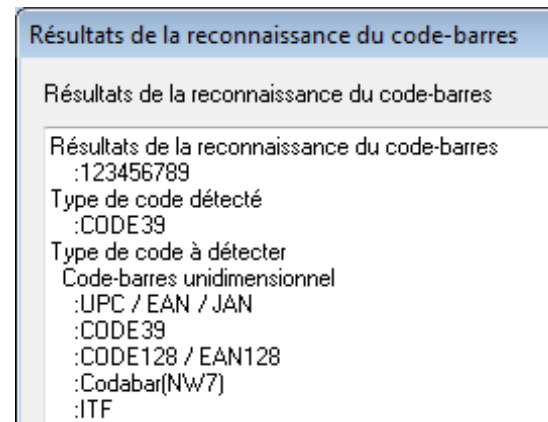 Résultats de la reconnaissance du code-barres
Résultats de la reconnaissance du code-barres
Résultats de la reconnaissance du code-barres
:123456789
Type de code détecté
:CODE39
Type de code à détecter
Code-barres unidimensionnel
:UPC / EAN / JAN
:CODE39
:CODE128 / EAN128
:Codabar(NW7)
:ITF